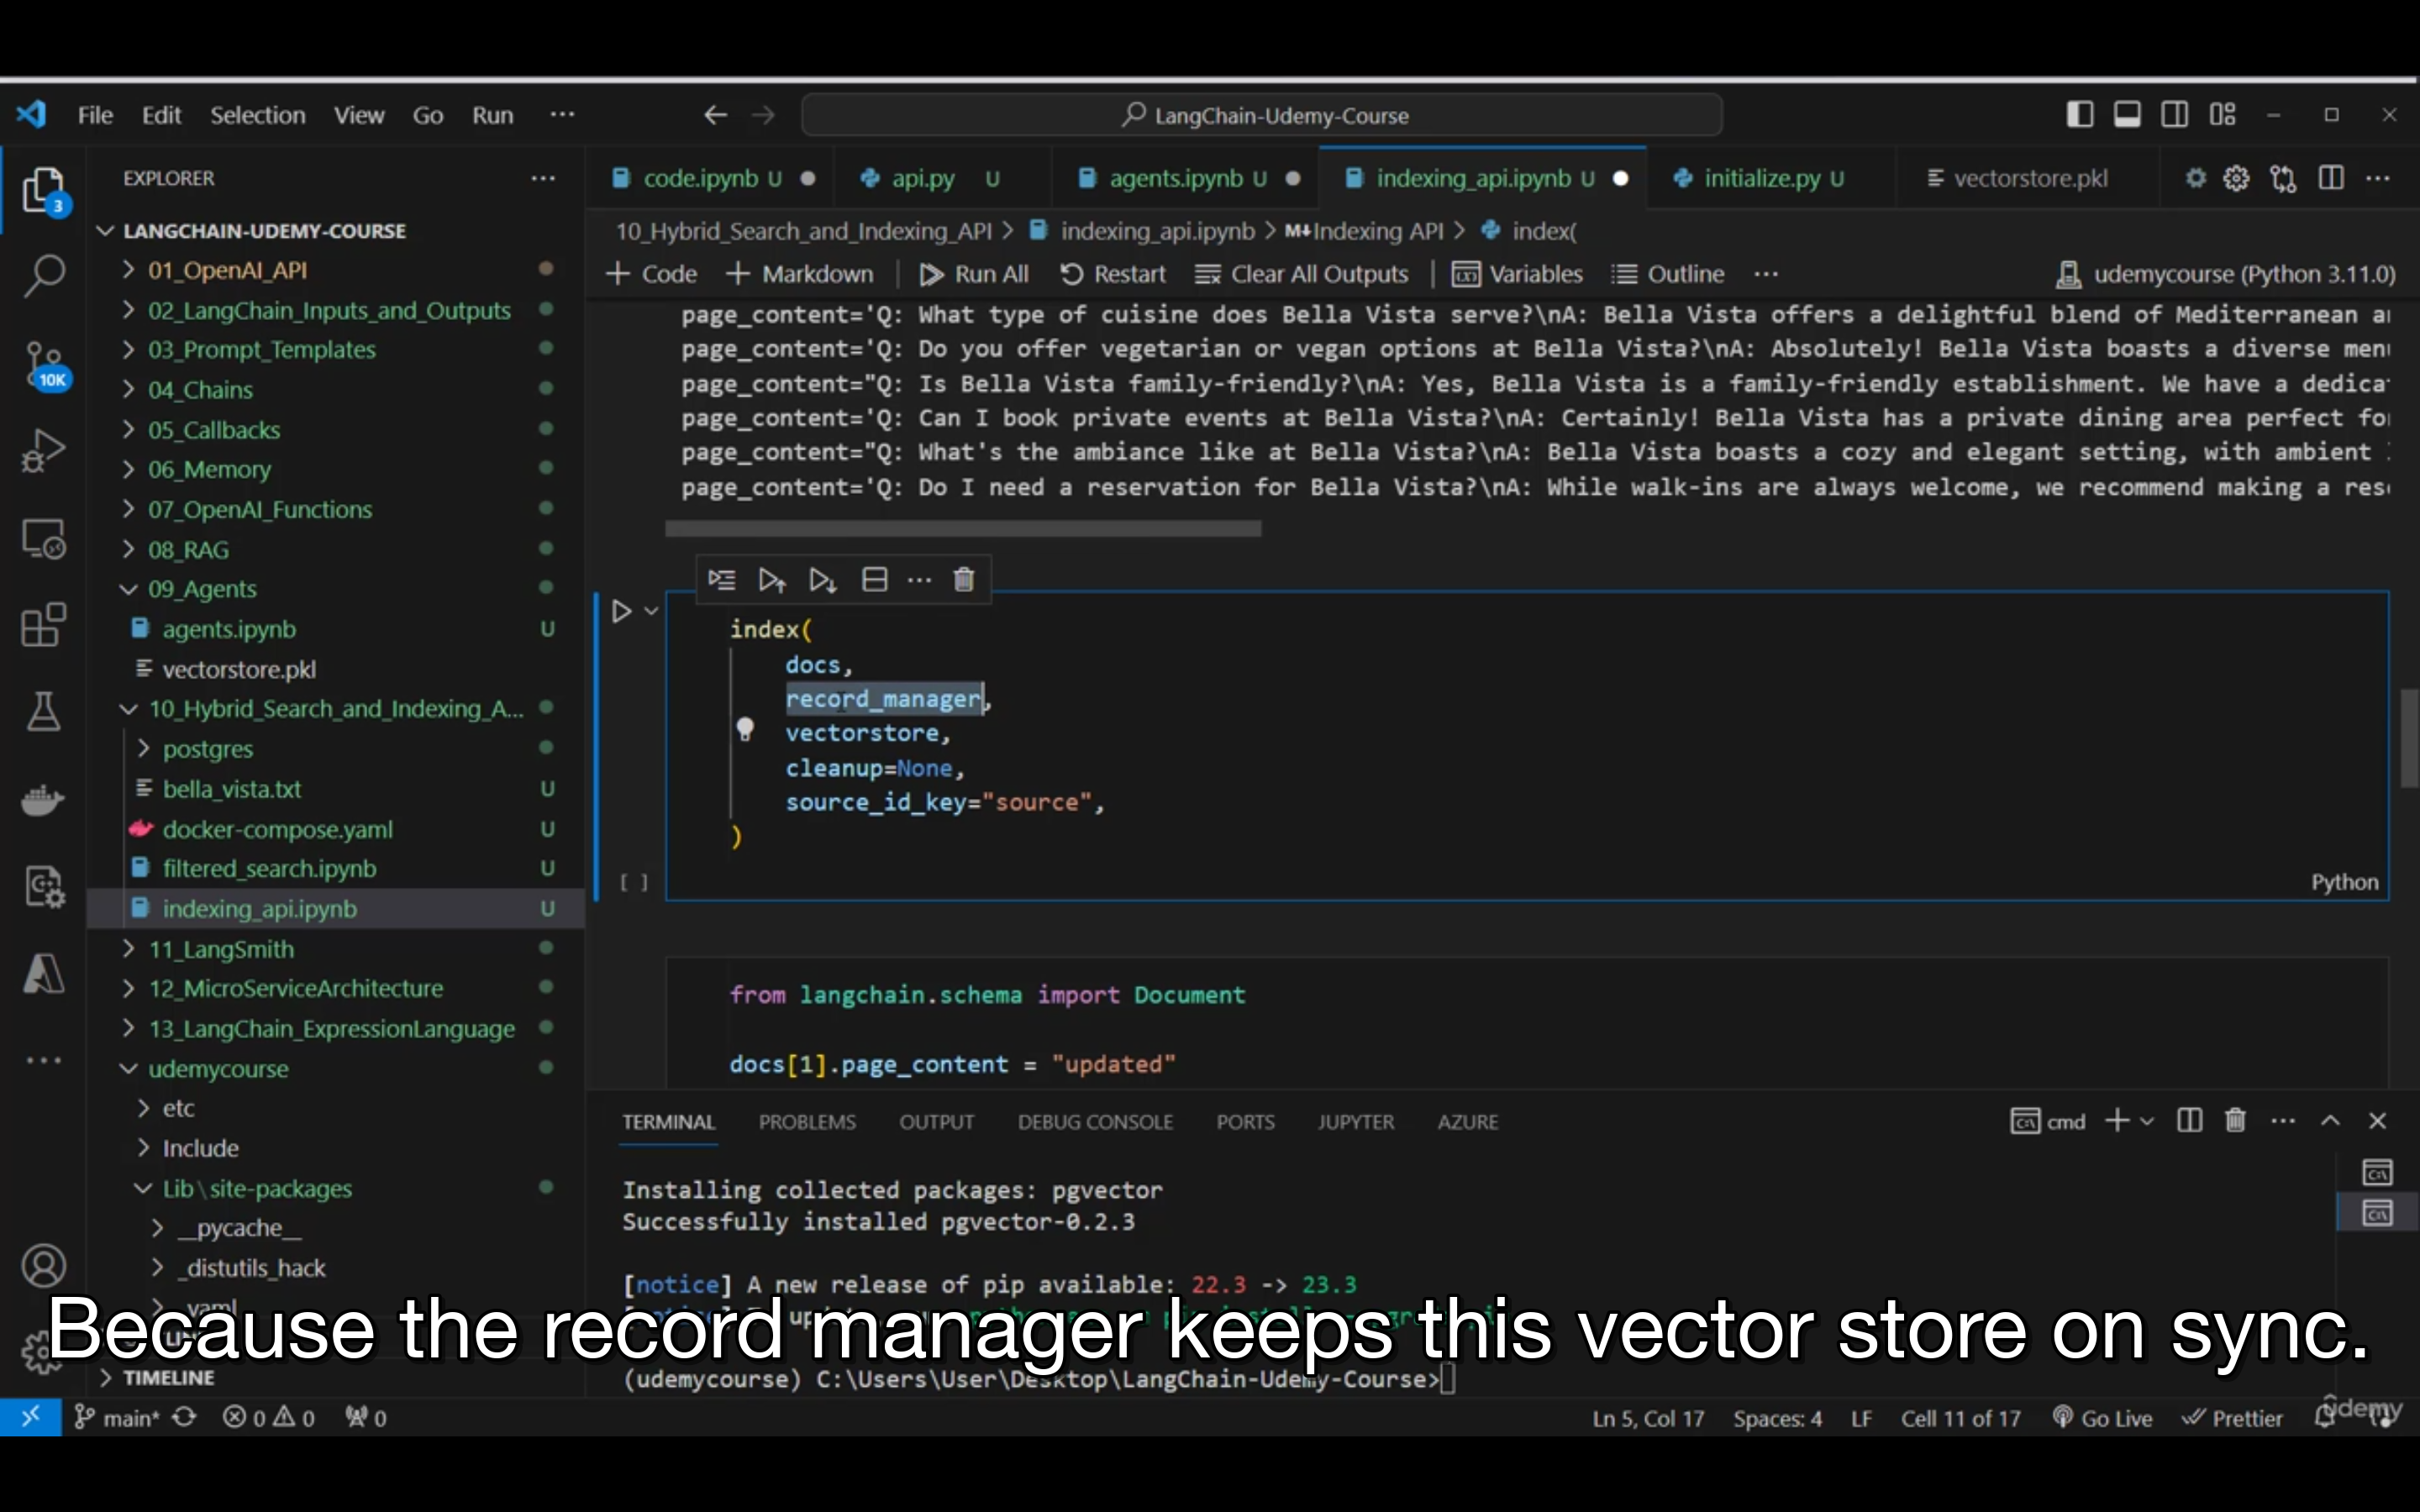 File Edit Selection View Go Run ··· LangChain-Udemy-Course
EXPLORER
3
10K
LANGCHAIN-UDEMY-COURSE
01_OpenAI_API
02_LangChain_Inputs_and_Outputs
03_Prompt_Templates
04_Chains
05_Callbacks
06_Memory
07_OpenAI_Functions
08_RAG
09_Agents
agents.ipynb U
vectorstore.pkl
10_Hybrid_Search_and_Indexing_A...
postgres
bella_vista.txt U
docker-compose.yaml U
filtered_search.ipynb U
indexing_api.ipynb U
11_LangSmith
12_MicroServiceArchitecture
13_LangChain_ExpressionLanguage
udemycourse
etc
Include
Lib\site-packages
__pycache__
_distutils_hack
TIMELINE
code.ipynb U api.py U agents.ipynb U indexing_api.ipynb U initialize.py U vectorstore.pkl
10_Hybrid_Search_and_Indexing_API > indexing_api.ipynb > M↓Indexing API > index(
+ Code + Markdown Run All Restart Clear All Outputs Variables Outline ··· udemycourse (Python 3.11.0)
page_content='Q: What type of cuisine does Bella Vista serve?\nA: Bella Vista offers a delightful blend of Mediterranean
page_content='Q: Do you offer vegetarian or vegan options at Bella Vista?\nA: Absolutely! Bella Vista boasts a diverse
page_content="Q: Is Bella Vista family-friendly?\nA: Yes, Bella Vista is a family-friendly establishment. We have a
page_content='Q: Can I book private events at Bella Vista?\nA: Certainly! Bella Vista has a private dining area perfect
page_content="Q: What's the ambiance like at Bella Vista?\nA: Bella Vista boasts a cozy and elegant setting, with ambient
page_content='Q: Do I need a reservation for Bella Vista?\nA: While walk-ins are always welcome, we recommend making a
index(
docs,
record_manager,
vectorstore,
cleanup=None,
source_id_key="source",
)
[ ]
Python
from langchain.schema import Document
docs[1].page_content = "updated"
TERMINAL PROBLEMS OUTPUT DEBUG CONSOLE PORTS JUPYTER AZURE
cmd
Installing collected packages: pgvector
Successfully installed pgvector-0.2.3
[notice] A new release of pip available: 22.3 -> 23.3
Because the record manager keeps this vector store on sync.
(udemycourse) C:\Users\User\Desktop\LangChain-Udemy-Course>
main* 0 0 0 Ln 5, Col 17 Spaces: 4 LF Cell 11 of 17 Go Live Prettier
udemy